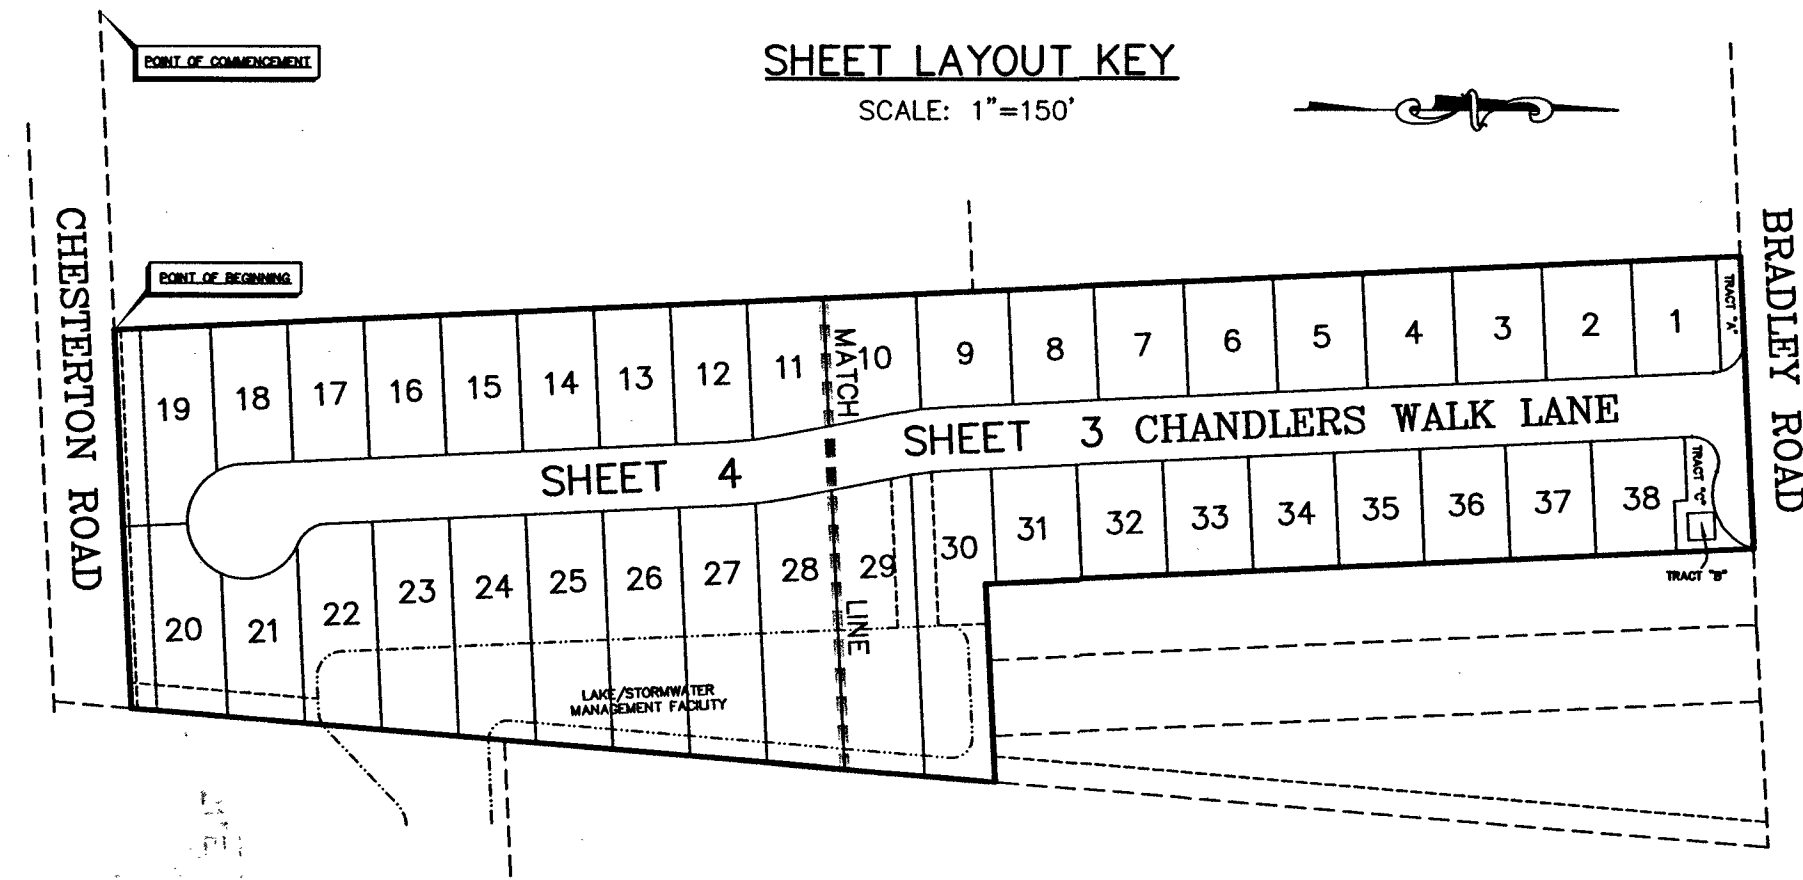 POINT OF COMMENCEMENT
SHEET LAYOUT KEY
SCALE: 1"=150'
CHESTERTON ROAD
BRADLEY ROAD
POINT OF BEGINNING
TRACT "A"
19 18 17 16 15 14 13 12 11 10 9 8 7 6 5 4 3 2 1
MATCH
LINE
SHEET 4
SHEET 3
CHANDLERS WALK LANE
20 21 22 23 24 25 26 27 28 29 30 31 32 33 34 35 36 37 38
TRACT "C"
TRACT "B"
LAKE/STORMWATER
MANAGEMENT FACILITY